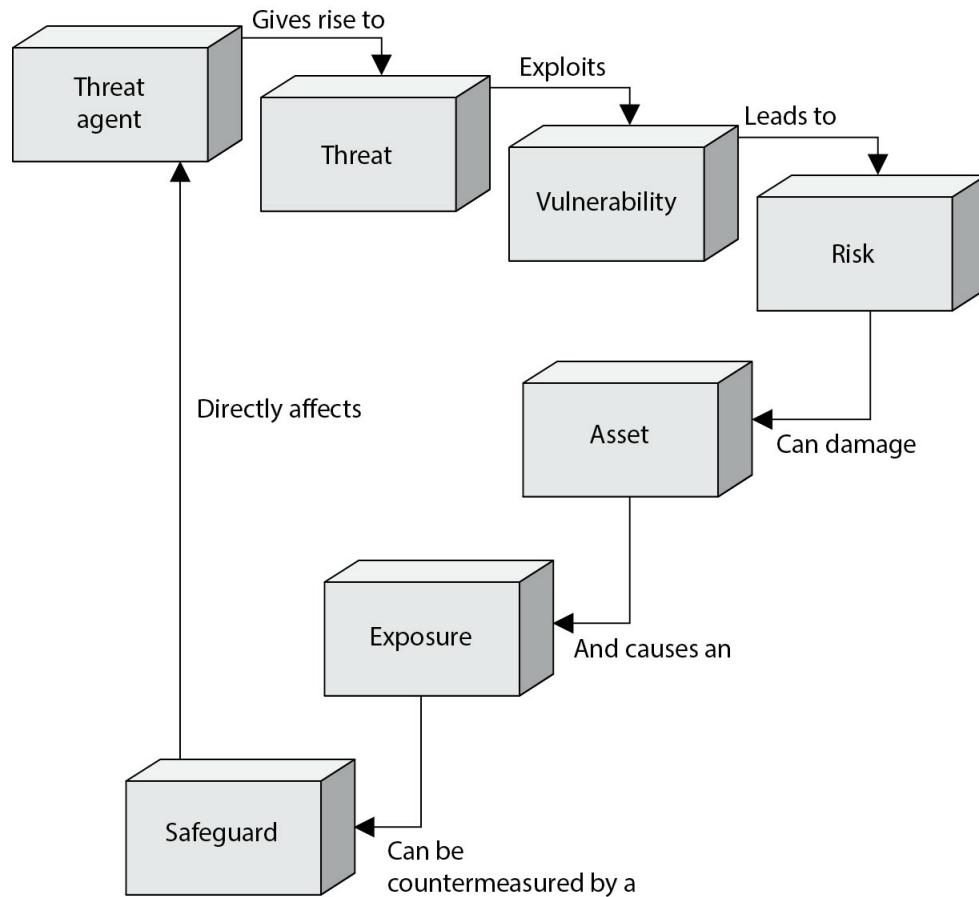 Gives rise to
Threat
agent
Exploits
Threat
Leads to
Vulnerability
Risk
Directly affects
Asset
Can damage
Exposure
And causes an
Safeguard
Can be
countermeasured by a